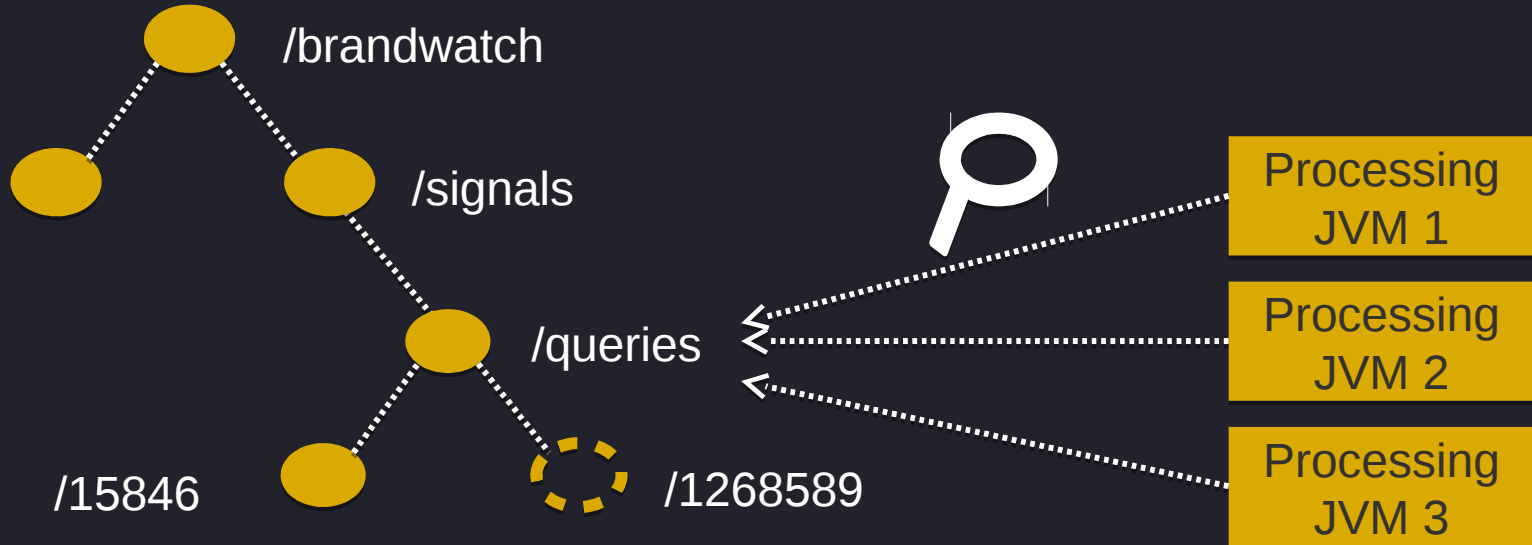 /brandwatch
/signals
/queries
/15846
/1268589
Processing
JVM 1
Processing
JVM 2
Processing
JVM 3